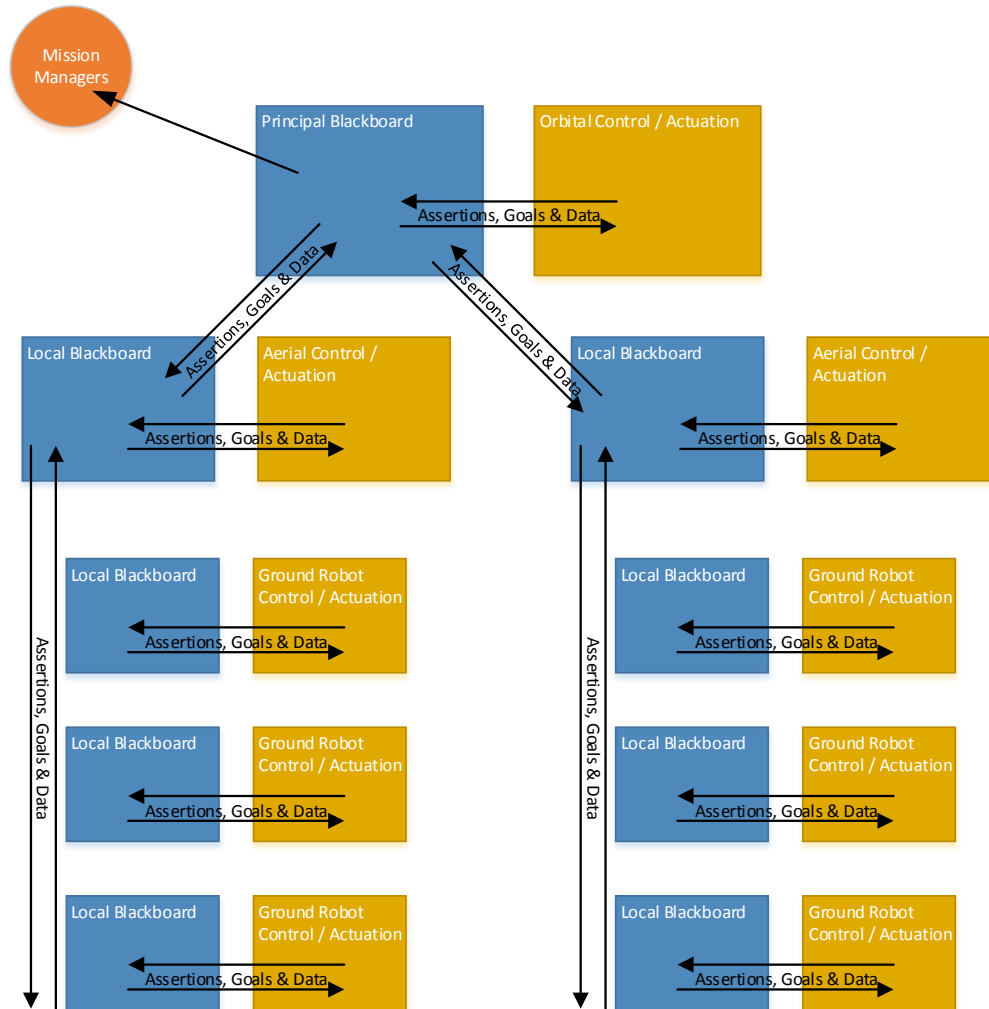 Mission
Managers
Principal Blackboard
Orbital Control / Actuation
Assertions, Goals & Data
Assertions, Goals & Data
Assertions, Goals & Data
Local Blackboard
Aerial Control /
Actuation
Assertions, Goals & Data
Local Blackboard
Aerial Control /
Actuation
Assertions, Goals & Data
Assertions, Goals & Data
Local Blackboard
Ground Robot
Control / Actuation
Assertions, Goals & Data
Local Blackboard
Ground Robot
Control / Actuation
Assertions, Goals & Data
Local Blackboard
Ground Robot
Control / Actuation
Assertions, Goals & Data
Assertions, Goals & Data
Local Blackboard
Ground Robot
Control / Actuation
Assertions, Goals & Data
Local Blackboard
Ground Robot
Control / Actuation
Assertions, Goals & Data
Local Blackboard
Ground Robot
Control / Actuation
Assertions, Goals & Data